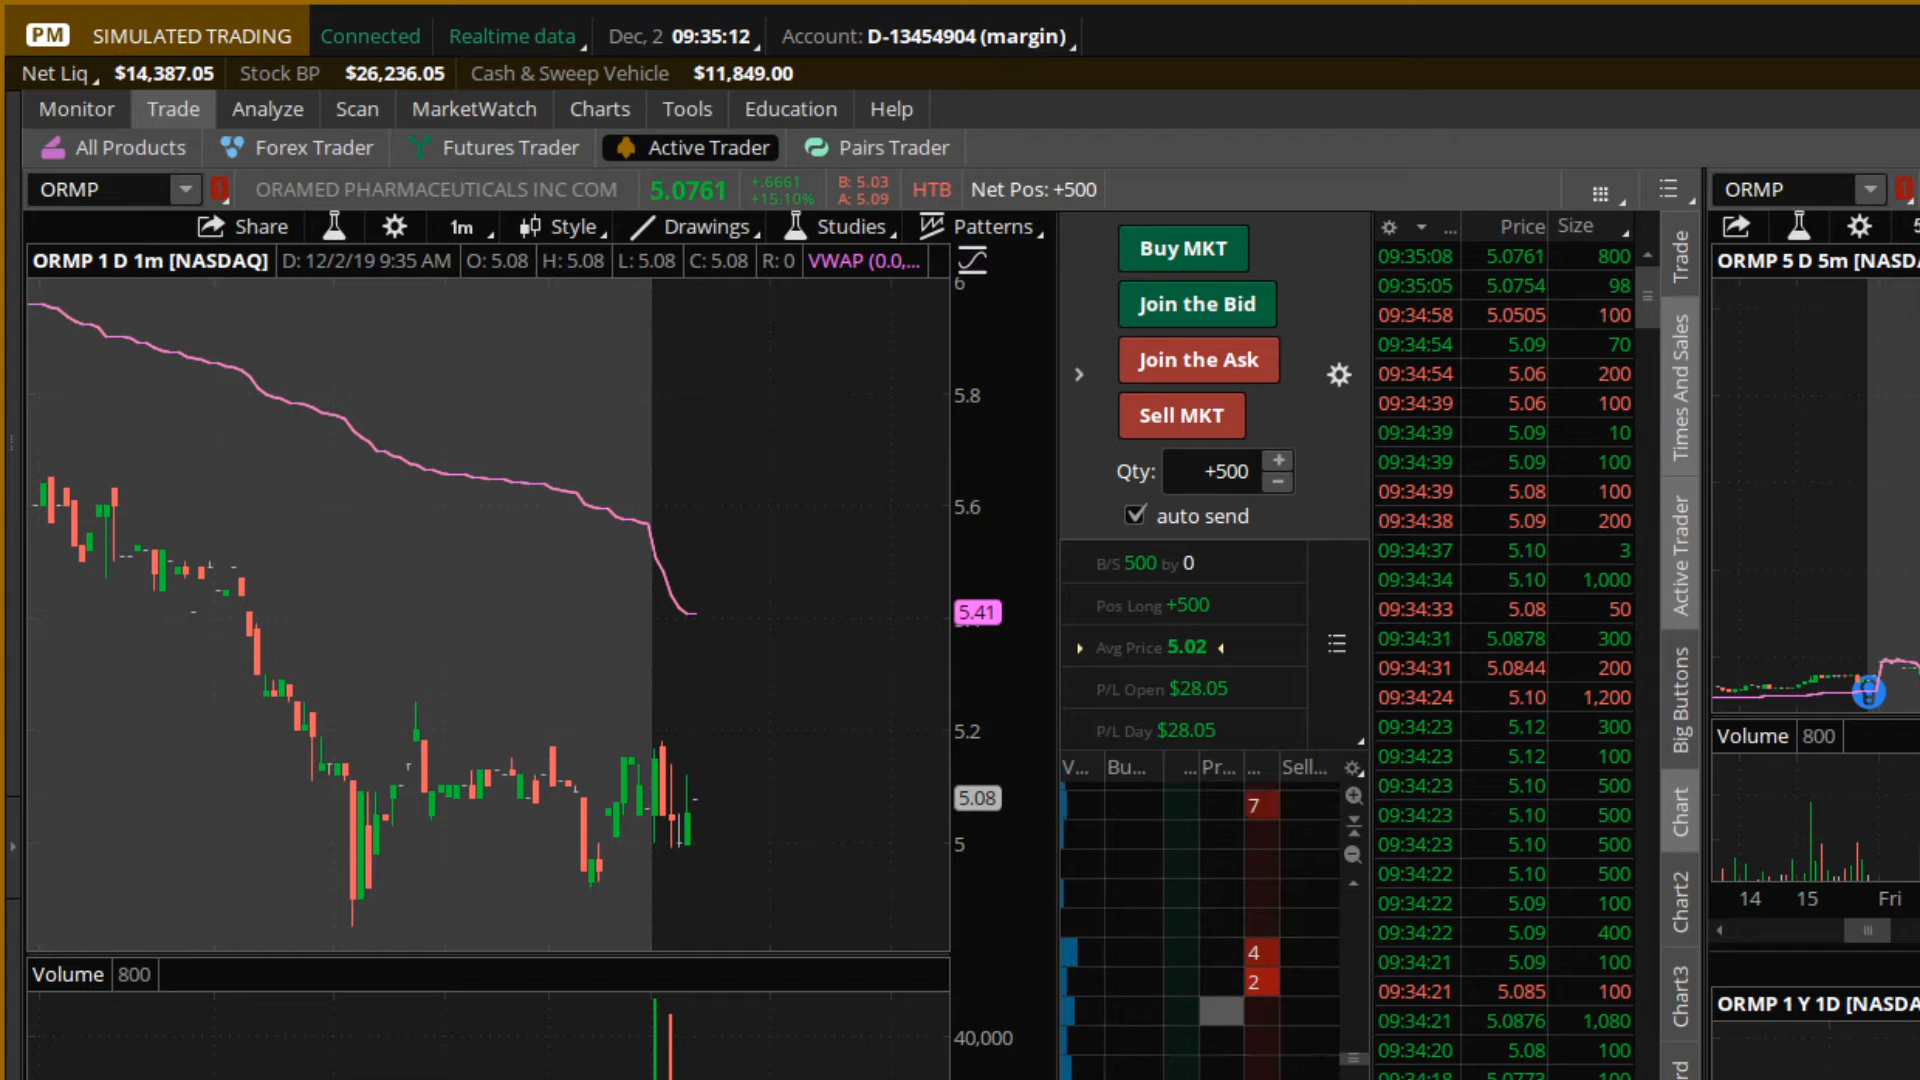 PM SIMULATED TRADING Connected Realtime data Dec, 2 09:35:12 Account: D-13454904 (margin)
Net Liq $14,387.05 Stock BP $26,236.05 Cash & Sweep Vehicle $11,849.00
Monitor Trade Analyze Scan MarketWatch Charts Tools Education Help
All Products Forex Trader Futures Trader Active Trader Pairs Trader
ORMP ORAMED PHARMACEUTICALS INC COM 5.0761 +.6661 +15.10% B: 5.03 A: 5.09 HTB Net Pos: +500
Share 1m Style Drawings Studies Patterns
ORMP 1 D 1m [NASDAQ] D: 12/2/19 9:35 AM O: 5.08 H: 5.08 L: 5.08 C: 5.08 R: 0 VWAP (0.0,...
6
5.8
5.6
5.41
5.2
5.08
5
Volume 800
40,000
Buy MKT
Join the Bid
Join the Ask
Sell MKT
Qty: +500
auto send
B/S 500 by 0
Pos Long +500
Avg Price 5.02
P/L Open $28.05
P/L Day $28.05
V... Bu... ... Pr... ... Sell...
7
4
2
... Price Size
09:35:08 5.0761 800
09:35:05 5.0754 98
09:34:58 5.0505 100
09:34:54 5.09 70
09:34:54 5.06 200
09:34:39 5.06 100
09:34:39 5.09 10
09:34:39 5.09 100
09:34:39 5.08 100
09:34:38 5.09 200
09:34:37 5.10 3
09:34:34 5.10 1,000
09:34:33 5.08 50
09:34:31 5.0878 300
09:34:31 5.0844 200
09:34:24 5.10 1,200
09:34:23 5.12 300
09:34:23 5.12 100
09:34:23 5.10 500
09:34:23 5.10 500
09:34:23 5.10 500
09:34:22 5.10 500
09:34:22 5.09 100
09:34:22 5.09 400
09:34:21 5.09 100
09:34:21 5.085 100
09:34:21 5.0876 1,080
09:34:20 5.08 100
09:34:18 5.0773 100
Trade
Times And Sales
Active Trader
Big Buttons
Chart
Chart2
Chart3
ORMP
ORMP 5 D 5m [NASDA
Volume 800
14 15 Fri
ORMP 1 Y 1D [NASDA